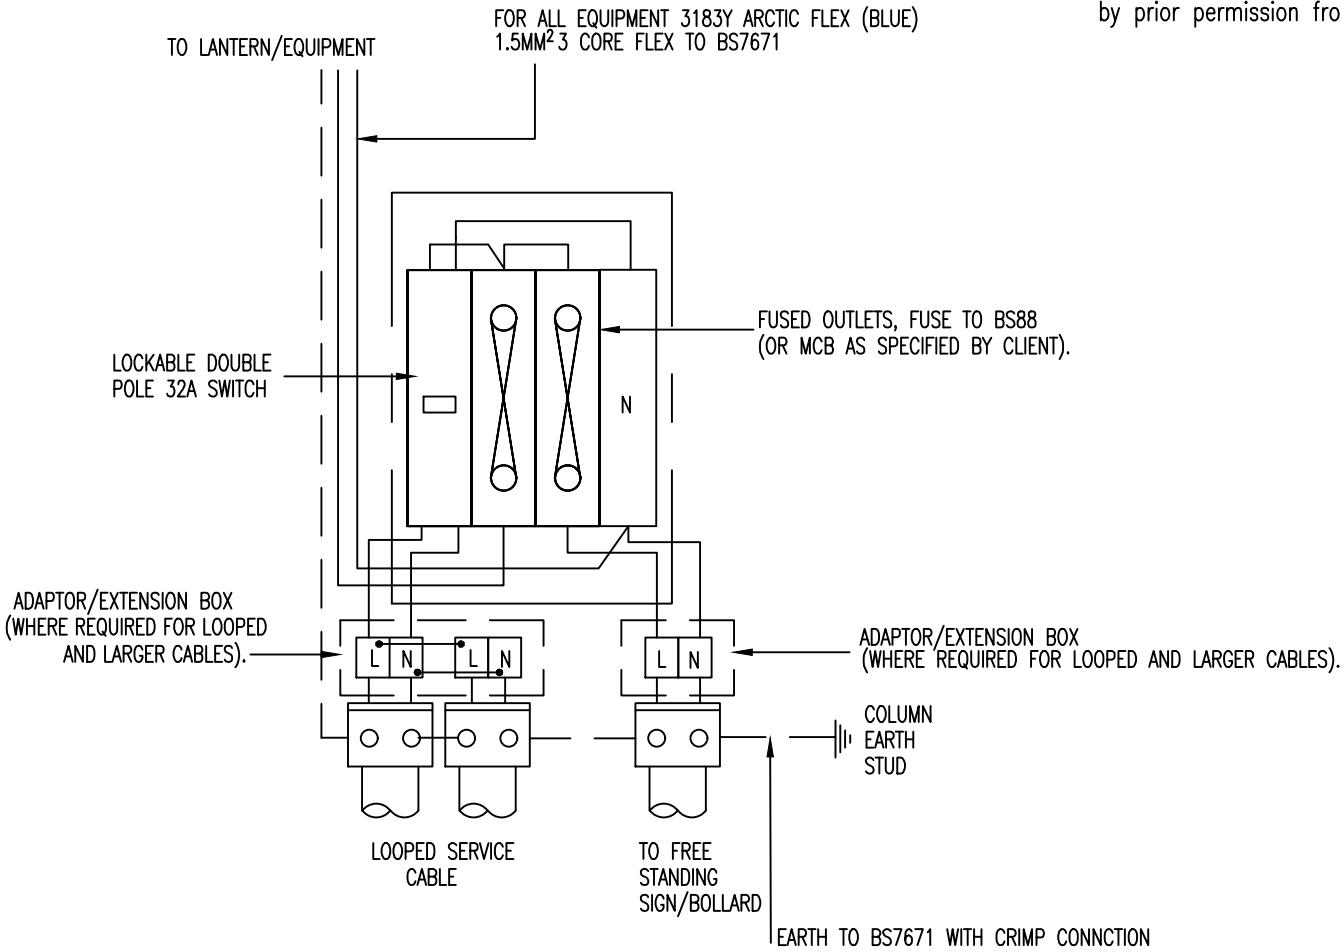 FOR ALL EQUIPMENT 3183Y ARCTIC FLEX (BLUE)
1.5MM² 3 CORE FLEX TO BS7671
by prior permission fro
TO LANTERN/EQUIPMENT
FUSED OUTLETS, FUSE TO BS88
(OR MCB AS SPECIFIED BY CLIENT).
LOCKABLE DOUBLE
POLE 32A SWITCH
N
ADAPTOR/EXTENSION BOX
(WHERE REQUIRED FOR LOOPED
AND LARGER CABLES).
L N L N
L N
ADAPTOR/EXTENSION BOX
(WHERE REQUIRED FOR LOOPED AND LARGER CABLES).
COLUMN
EARTH
STUD
LOOPED SERVICE
CABLE
TO FREE
STANDING
SIGN/BOLLARD
EARTH TO BS7671 WITH CRIMP CONNCTION